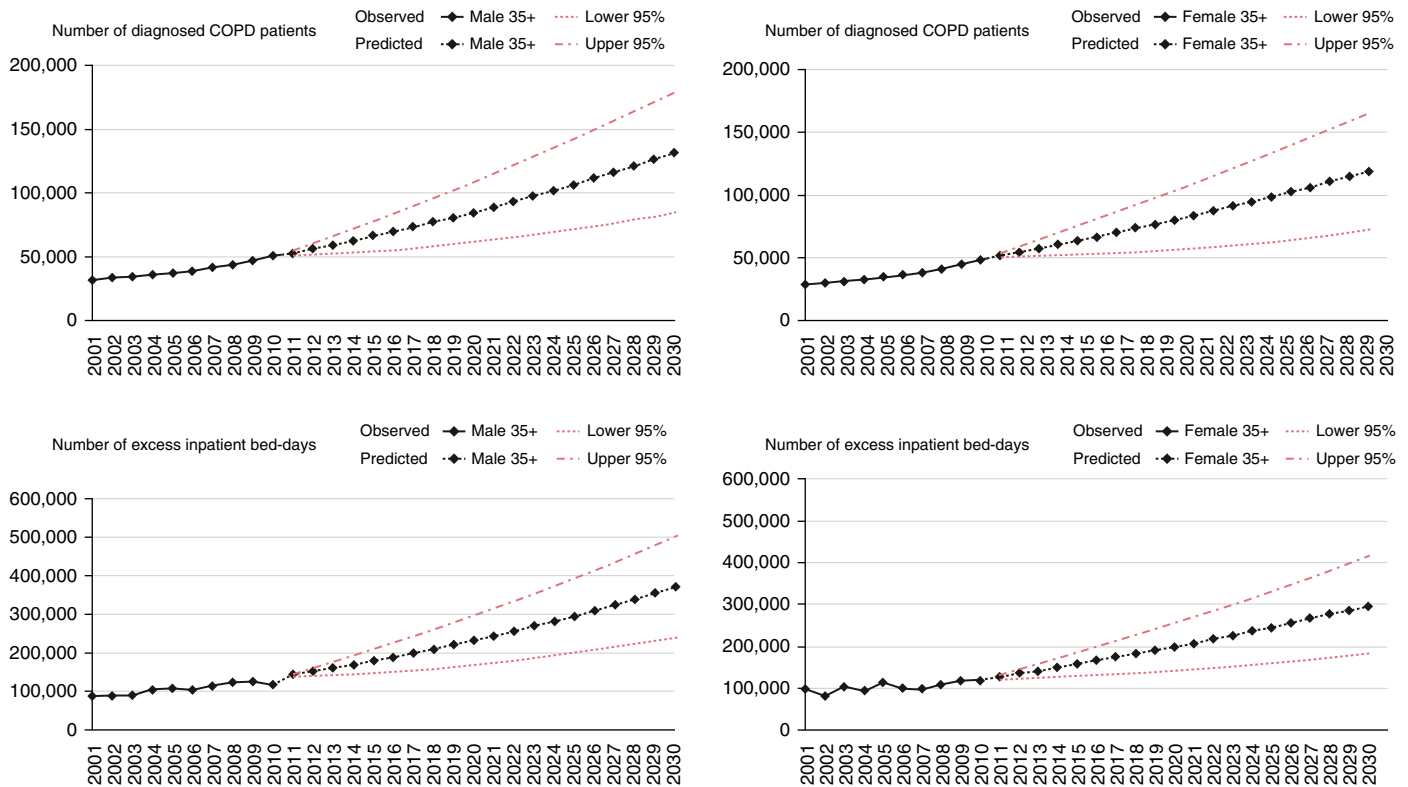 Number of diagnosed COPD patients
Observed Male 35+ Lower 95%
Predicted Male 35+ Upper 95%
200,000
150,000
100,000
50,000
0
2001 2002 2003 2004 2005 2006 2007 2008 2009 2010 2011 2012 2013 2014 2015 2016 2017 2018 2019 2020 2021 2022 2023 2024 2025 2026 2027 2028 2029 2030
Number of diagnosed COPD patients
Observed Female 35+ Lower 95%
Predicted Female 35+ Upper 95%
200,000
150,000
100,000
50,000
0
2001 2002 2003 2004 2005 2006 2007 2008 2009 2010 2011 2012 2013 2014 2015 2016 2017 2018 2019 2020 2021 2022 2023 2024 2025 2026 2027 2028 2029 2030
Number of excess inpatient bed-days
Observed Male 35+ Lower 95%
Predicted Male 35+ Upper 95%
600,000
500,000
400,000
300,000
200,000
100,000
0
2001 2002 2003 2004 2005 2006 2007 2008 2009 2010 2011 2012 2013 2014 2015 2016 2017 2018 2019 2020 2021 2022 2023 2024 2025 2026 2027 2028 2029 2030
Number of excess inpatient bed-days
Observed Female 35+ Lower 95%
Predicted Female 35+ Upper 95%
600,000
500,000
400,000
300,000
200,000
100,000
0
2001 2002 2003 2004 2005 2006 2007 2008 2009 2010 2011 2012 2013 2014 2015 2016 2017 2018 2019 2020 2021 2022 2023 2024 2025 2026 2027 2028 2029 2030